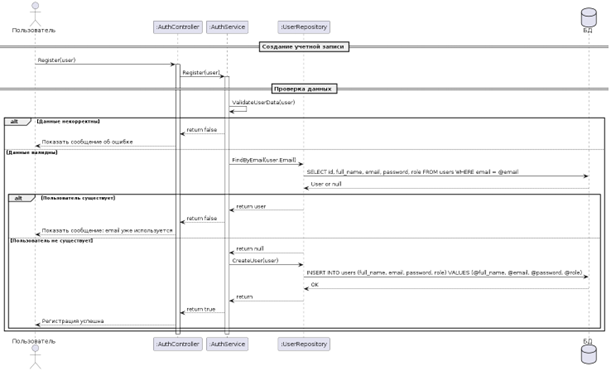 Пользователь
:AuthController
:AuthService
:UserRepository
БД
Создание учетной записи
Register(user)
Register(user)
Проверка данных
ValidateUserData(user)
alt [Данные некорректны]
return false
Показать сообщение об ошибке
[Данные валидны]
FindByEmail(user.Email)
SELECT id, full_name, email, password, role FROM users WHERE email = @email
User or null
alt [Пользователь существует]
return user
return false
Показать сообщение: email уже используется
[Пользователь не существует]
return null
CreateUser(user)
INSERT INTO users (full_name, email, password, role) VALUES (@full_name, @email, @password, @role)
OK
return
return true
Регистрация успешна
Пользователь
:AuthController
:AuthService
:UserRepository
БД